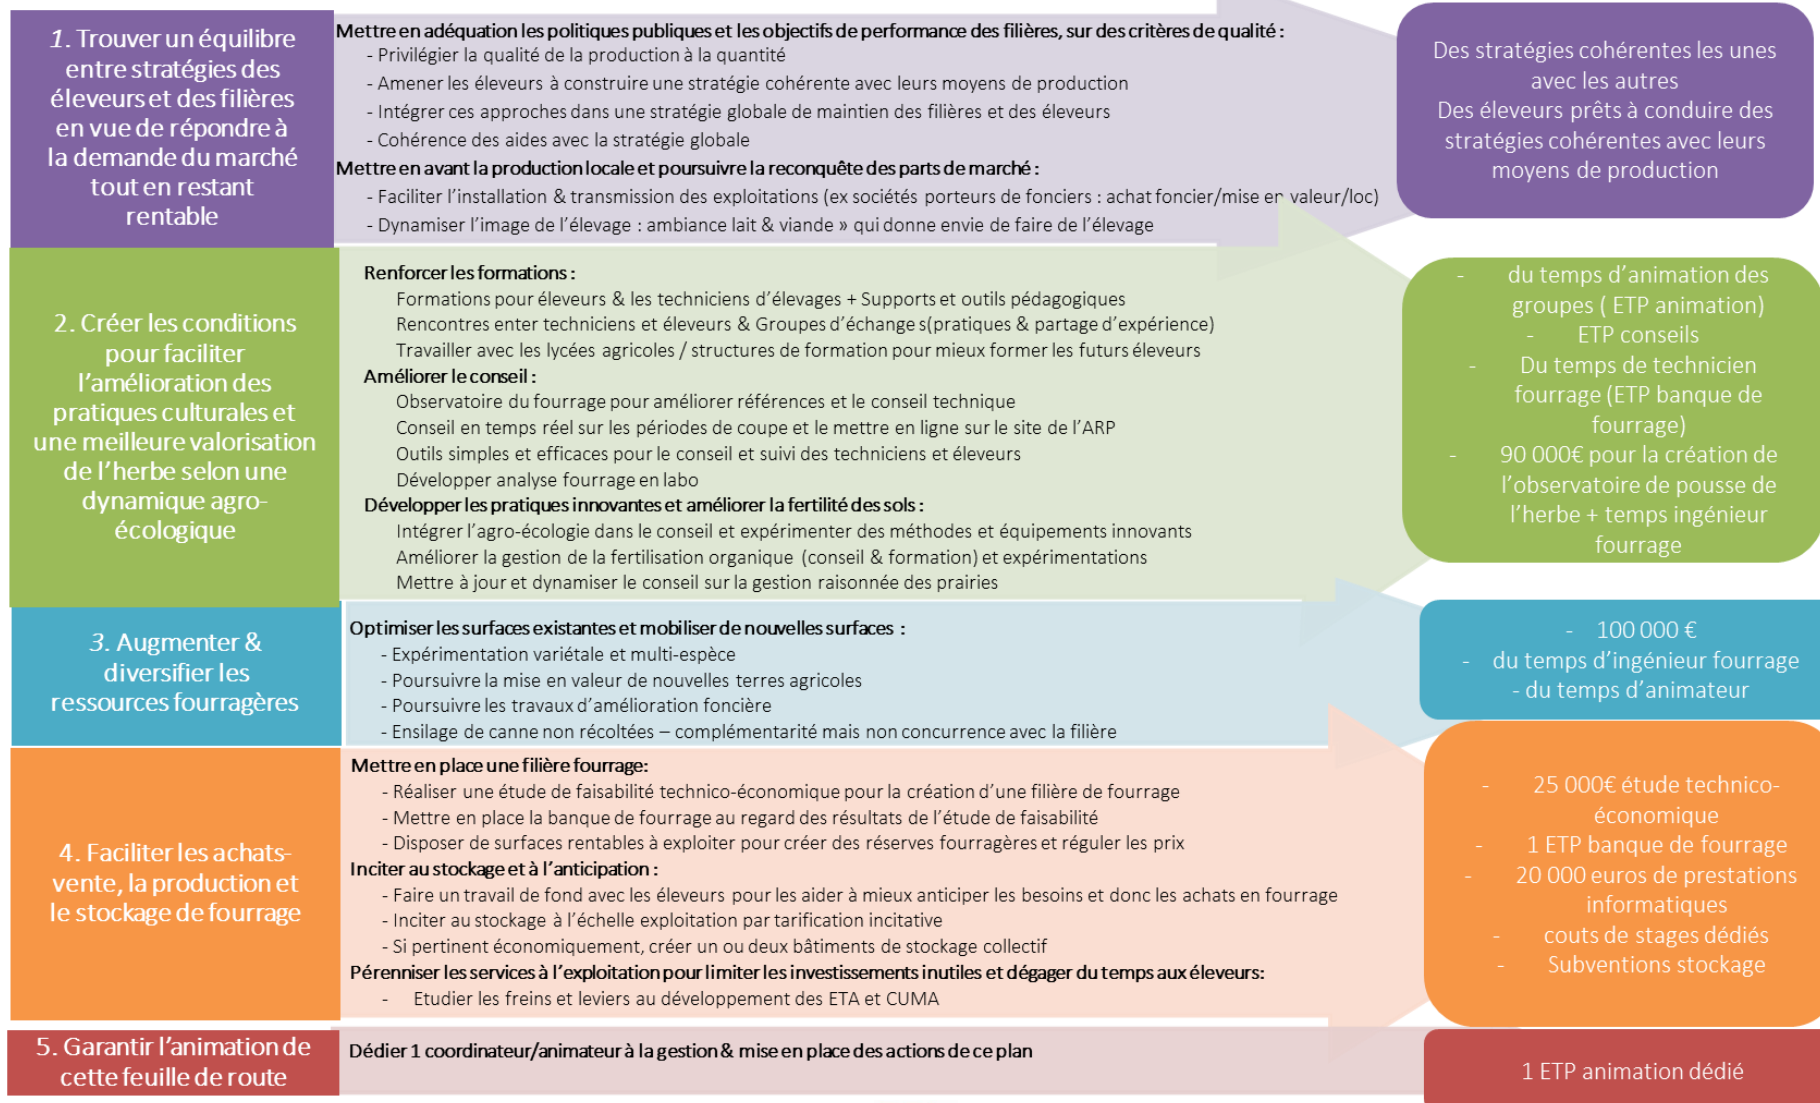 1. Trouver un équilibre
entre stratégies des
éleveurs et des filières
en vue de répondre à
la demande du marché
tout en restant
rentable
Mettre en adéquation les politiques publiques et les objectifs de performance des filières, sur des critères de qualité :
- Privilégier la qualité de la production à la quantité
- Amener les éleveurs à construire une stratégie cohérente avec leurs moyens de production
- Intégrer ces approches dans une stratégie globale de maintien des filières et des éleveurs
- Cohérence des aides avec la stratégie globale
Mettre en avant la production locale et poursuivre la reconquête des parts de marché :
- Faciliter l'installation & transmission des exploitations (ex sociétés porteurs de fonciers : achat foncier/mise en valeur/loc)
- Dynamiser l'image de l'élevage : ambiance lait & viande » qui donne envie de faire de l'élevage
Des stratégies cohérentes les unes
avec les autres
Des éleveurs prêts à conduire des
stratégies cohérentes avec leurs
moyens de production
2. Créer les conditions
pour faciliter
l'amélioration des
pratiques culturales et
une meilleure valorisation
de l'herbe selon une
dynamique agro-
écologique
Renforcer les formations :
Formations pour éleveurs & les techniciens d'élevages + Supports et outils pédagogiques
Rencontres enter techniciens et éleveurs & Groupes d'échange s(pratiques & partage d'expérience)
Travailler avec les lycées agricoles / structures de formation pour mieux former les futurs éleveurs
Améliorer le conseil :
Observatoire du fourrage pour améliorer références et le conseil technique
Conseil en temps réel sur les périodes de coupe et le mettre en ligne sur le site de l'ARP
Outils simples et efficaces pour le conseil et suivi des techniciens et éleveurs
Développer analyse fourrage en labo
Développer les pratiques innovantes et améliorer la fertilité des sols :
Intégrer l'agro-écologie dans le conseil et expérimenter des méthodes et équipements innovants
Améliorer la gestion de la fertilisation organique (conseil & formation) et expérimentations
Mettre à jour et dynamiser le conseil sur la gestion raisonnée des prairies
- du temps d'animation des
groupes ( ETP animation)
- ETP conseils
- Du temps de technicien
fourrage (ETP banque de
fourrage)
- 90 000€ pour la création de
l'observatoire de pousse de
l'herbe + temps ingénieur
fourrage
3. Augmenter &
diversifier les
ressources fourragères
Optimiser les surfaces existantes et mobiliser de nouvelles surfaces :
- Expérimentation variétale et multi-espèce
- Poursuivre la mise en valeur de nouvelles terres agricoles
- Poursuivre les travaux d'amélioration foncière
- Ensilage de canne non récoltées – complémentarité mais non concurrence avec la filière
- 100 000 €
- du temps d'ingénieur fourrage
- du temps d'animateur
4. Faciliter les achats-
vente, la production et
le stockage de fourrage
Mettre en place une filière fourrage:
- Réaliser une étude de faisabilité technico-économique pour la création d'une filière de fourrage
- Mettre en place la banque de fourrage au regard des résultats de l'étude de faisabilité
- Disposer de surfaces rentables à exploiter pour créer des réserves fourragères et réguler les prix
Inciter au stockage et à l'anticipation :
- Faire un travail de fond avec les éleveurs pour les aider à mieux anticiper les besoins et donc les achats en fourrage
- Inciter au stockage à l'échelle exploitation par tarification incitative
- Si pertinent économiquement, créer un ou deux bâtiments de stockage collectif
Pérenniser les services à l'exploitation pour limiter les investissements inutiles et dégager du temps aux éleveurs:
- Etudier les freins et leviers au développement des ETA et CUMA
- 25 000€ étude technico-
économique
- 1 ETP banque de fourrage
- 20 000 euros de prestations
informatiques
- couts de stages dédiés
- Subventions stockage
5. Garantir l'animation de
cette feuille de route
Dédier 1 coordinateur/animateur à la gestion & mise en place des actions de ce plan
1 ETP animation dédié